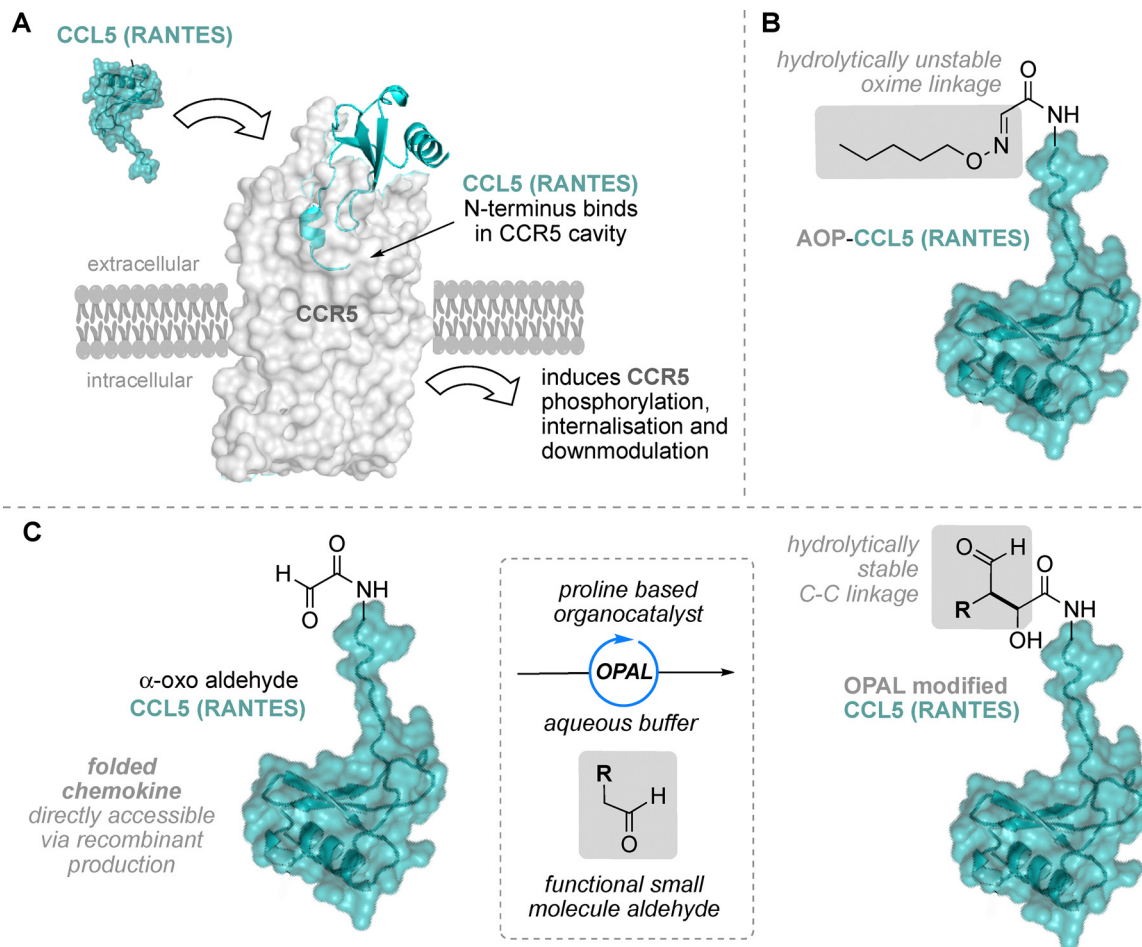 A
CCL5 (RANTES)
CCL5 (RANTES)
N-terminus binds
in CCR5 cavity
extracellular
CCR5
intracellular
induces CCR5
phosphorylation,
internalisation and
downmodulation
B
hydrolytically unstable
oxime linkage
O
NH
N
O
AOP-CCL5 (RANTES)
C
O
H
NH
O
α-oxo aldehyde
CCL5 (RANTES)
folded
chemokine
directly accessible
via recombinant
production
proline based
organocatalyst
OPAL
aqueous buffer
R
H
O
functional small
molecule aldehyde
hydrolytically
stable
C-C linkage
O
H
O
R
NH
OH
OPAL modified
CCL5 (RANTES)